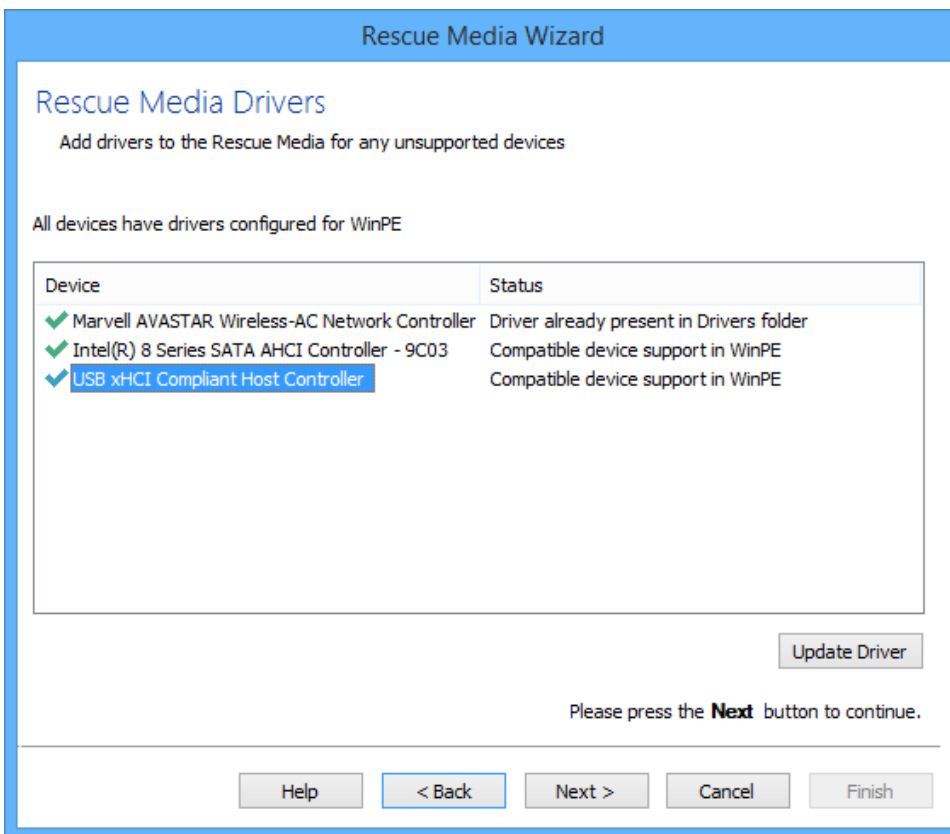 Rescue Media Wizard
Rescue Media Drivers
Add drivers to the Rescue Media for any unsupported devices
All devices have drivers configured for WinPE
Device Status
Marvell AVASTAR Wireless-AC Network Controller Driver already present in Drivers folder
Intel(R) 8 Series SATA AHCI Controller - 9C03 Compatible device support in WinPE
USB xHCI Compliant Host Controller Compatible device support in WinPE
Update Driver
Please press the Next button to continue.
Help < Back Next > Cancel Finish